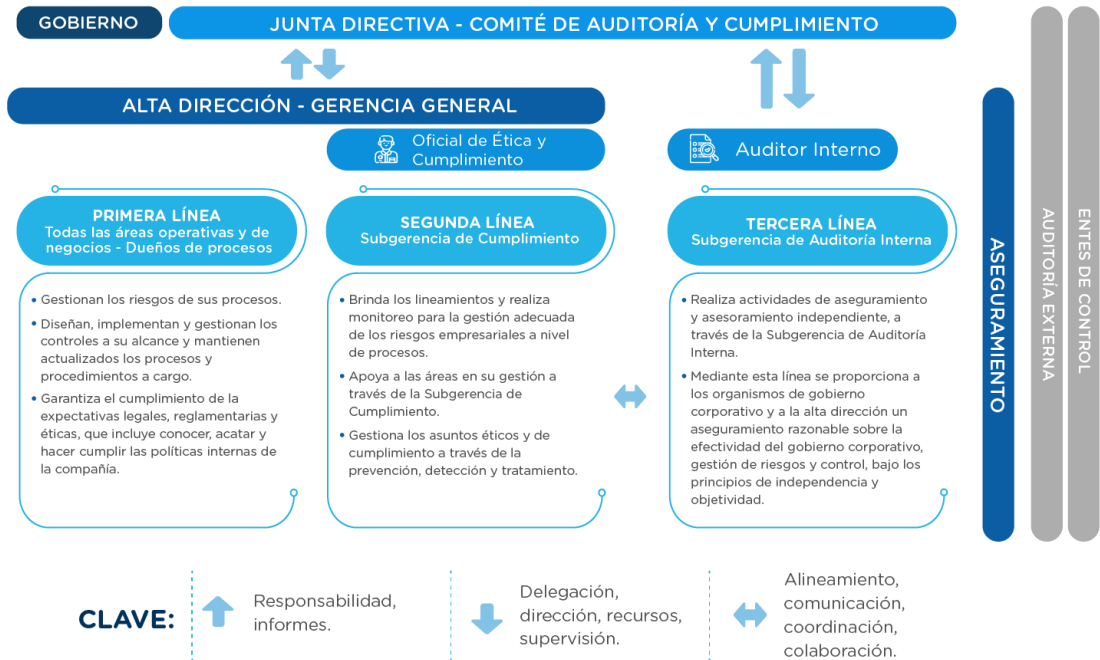 GOBIERNO
JUNTA DIRECTIVA - COMITÉ DE AUDITORÍA Y CUMPLIMIENTO
ALTA DIRECCIÓN - GERENCIA GENERAL
Oficial de Ética y
Cumplimiento
Auditor Interno
PRIMERA LÍNEA
Todas las áreas operativas y de
negocios - Dueños de procesos
• Gestionan los riesgos de sus procesos.
• Diseñan, implementan y gestionan los
controles a su alcance y mantienen
actualizados los procesos y
procedimientos a cargo.
• Garantiza el cumplimiento de la
expectativas legales, reglamentarias y
éticas, que incluye conocer, acatar y
hacer cumplir las políticas internas de
la compañía.
SEGUNDA LÍNEA
Subgerencia de Cumplimiento
• Brinda los lineamientos y realiza
monitoreo para la gestión adecuada
de los riesgos empresariales a nivel
de procesos.
• Apoya a las áreas en su gestión a
través de la Subgerencia de
Cumplimiento.
• Gestiona los asuntos éticos y de
cumplimiento a través de la
prevención, detección y tratamiento.
TERCERA LÍNEA
Subgerencia de Auditoría Interna
• Realiza actividades de aseguramiento
y asesoramiento independiente, a
través de la Subgerencia de Auditoría
Interna.
• Mediante esta línea se proporciona a
los organismos de gobierno
corporativo y a la alta dirección un
aseguramiento razonable sobre la
efectividad del gobierno corporativo,
gestión de riesgos y control, bajo los
principios de independencia y
objetividad.
ASEGURAMIENTO
AUDITORÍA EXTERNA
ENTES DE CONTROL
CLAVE:
Responsabilidad,
informes.
Delegación,
dirección, recursos,
supervisión.
Alineamiento,
comunicación,
coordinación,
colaboración.